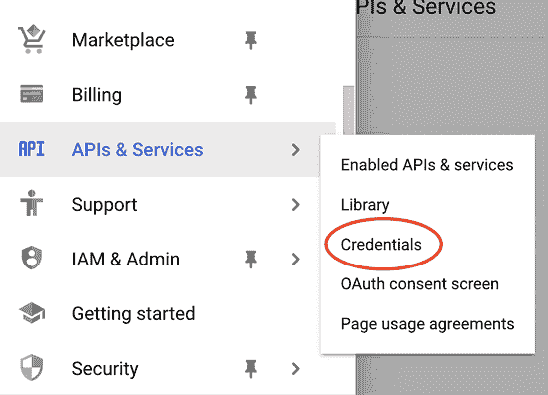 PIs & Services
Marketplace
Billing
API APIs & Services
Support
IAM & Admin
Getting started
Security
Enabled APIs & services
Library
Credentials
OAuth consent screen
Page usage agreements